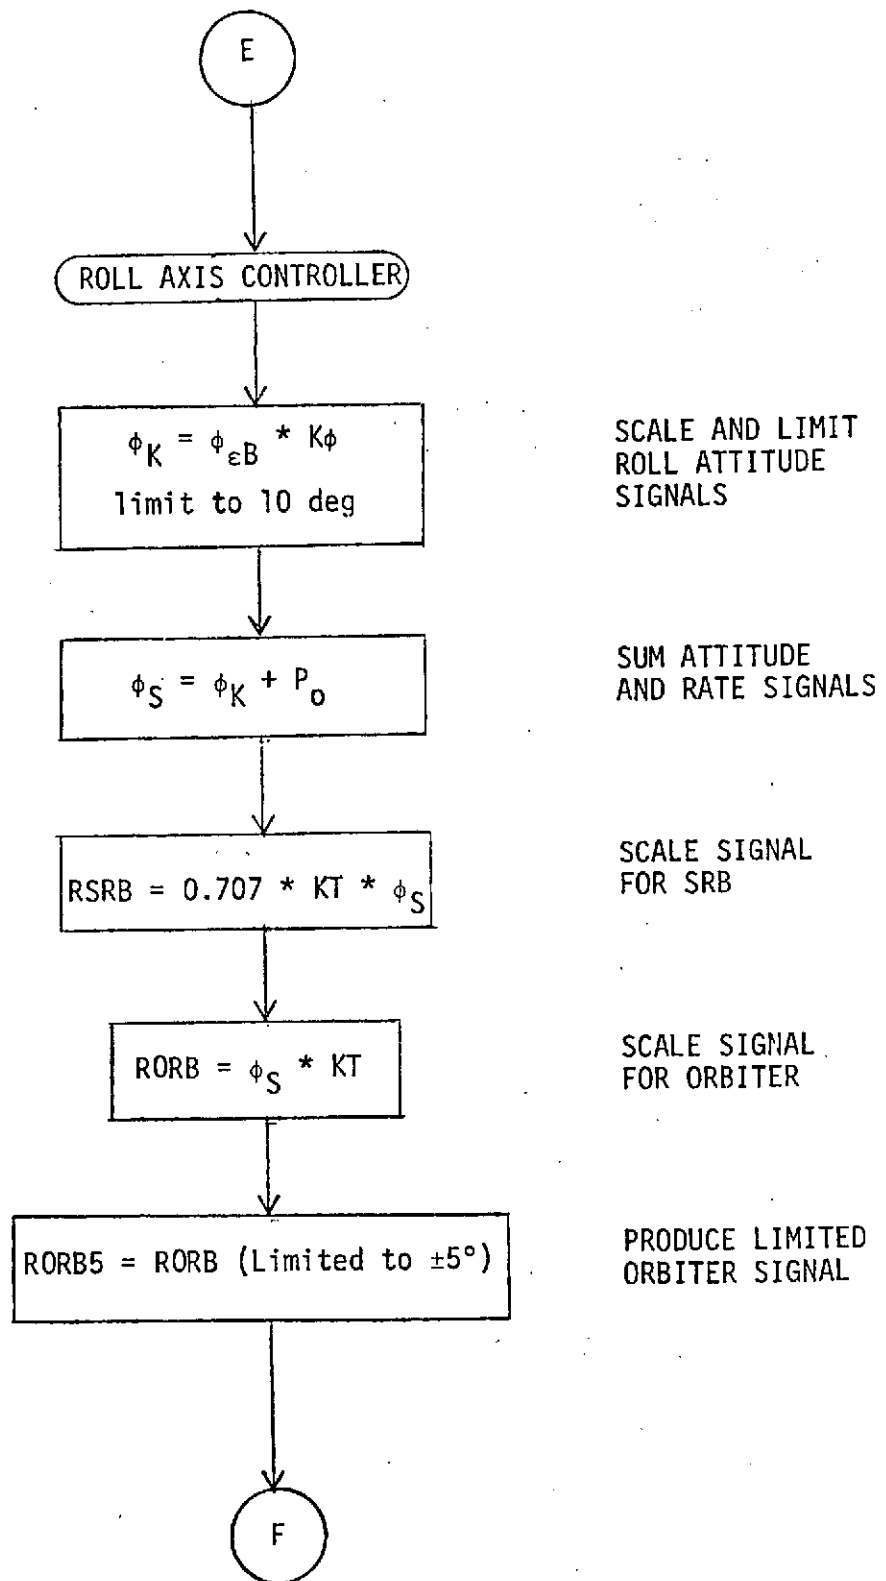 E
ROLL AXIS CONTROLLER
ϕK = ϕεB * Kϕ
limit to 10 deg
SCALE AND LIMIT
ROLL ATTITUDE
SIGNALS
ϕS = ϕK + Po
SUM ATTITUDE
AND RATE SIGNALS
RSRB = 0.707 * KT * ϕS
SCALE SIGNAL
FOR SRB
RORB = ϕS * KT
SCALE SIGNAL
FOR ORBITER
RORB5 = RORB (Limited to ±5°)
PRODUCE LIMITED
ORBITER SIGNAL
F